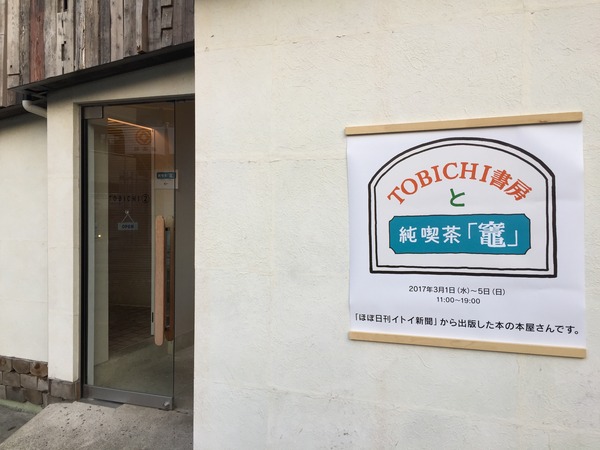 TOBICHI書房
と
純喫茶「竈」
2017年3月1日(水)〜5日(日)
11:00〜19:00
「ほぼ日刊イトイ新聞」から出版した本の本屋さんです。